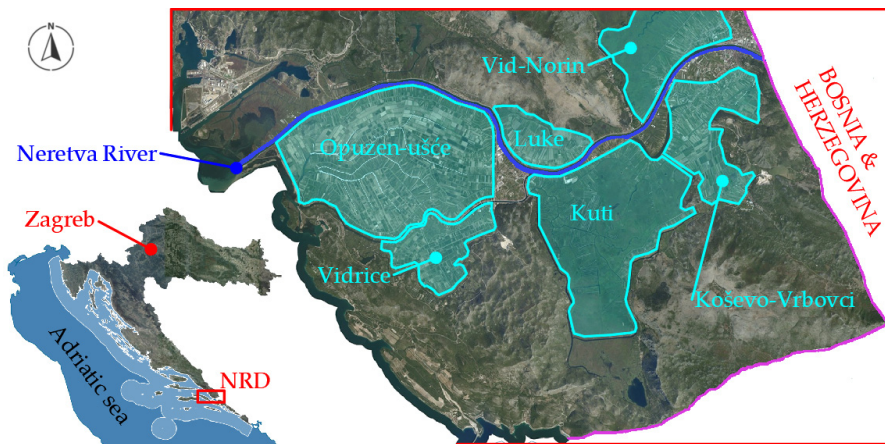 N
Vid-Norin
BOSNIA &
HERZEGOVINA
Opuzen-ušće
Luke
Neretva River
Kuti
Zagreb
Vidrice
Koševo-Vrbovci
Adriatic sea
NRD